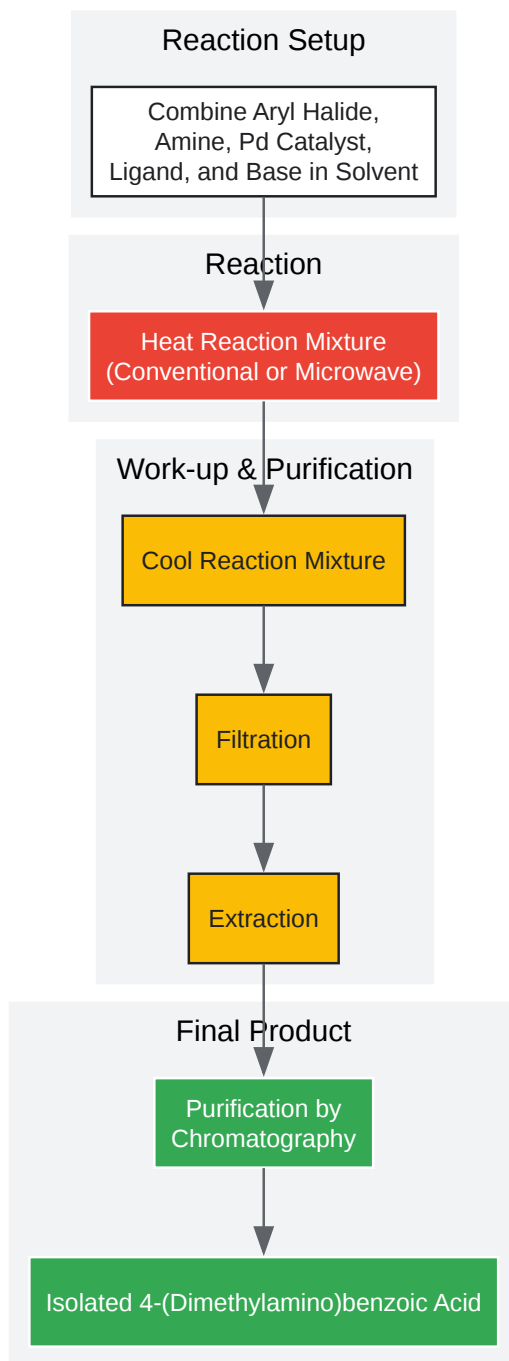 Reaction Setup
Combine Aryl Halide,
Amine, Pd Catalyst,
Ligand, and Base in Solvent
Reaction
Heat Reaction Mixture
(Conventional or Microwave)
Work-up & Purification
Cool Reaction Mixture
Filtration
Extraction
Final Product
Purification by
Chromatography
Isolated 4-(Dimethylamino)benzoic Acid